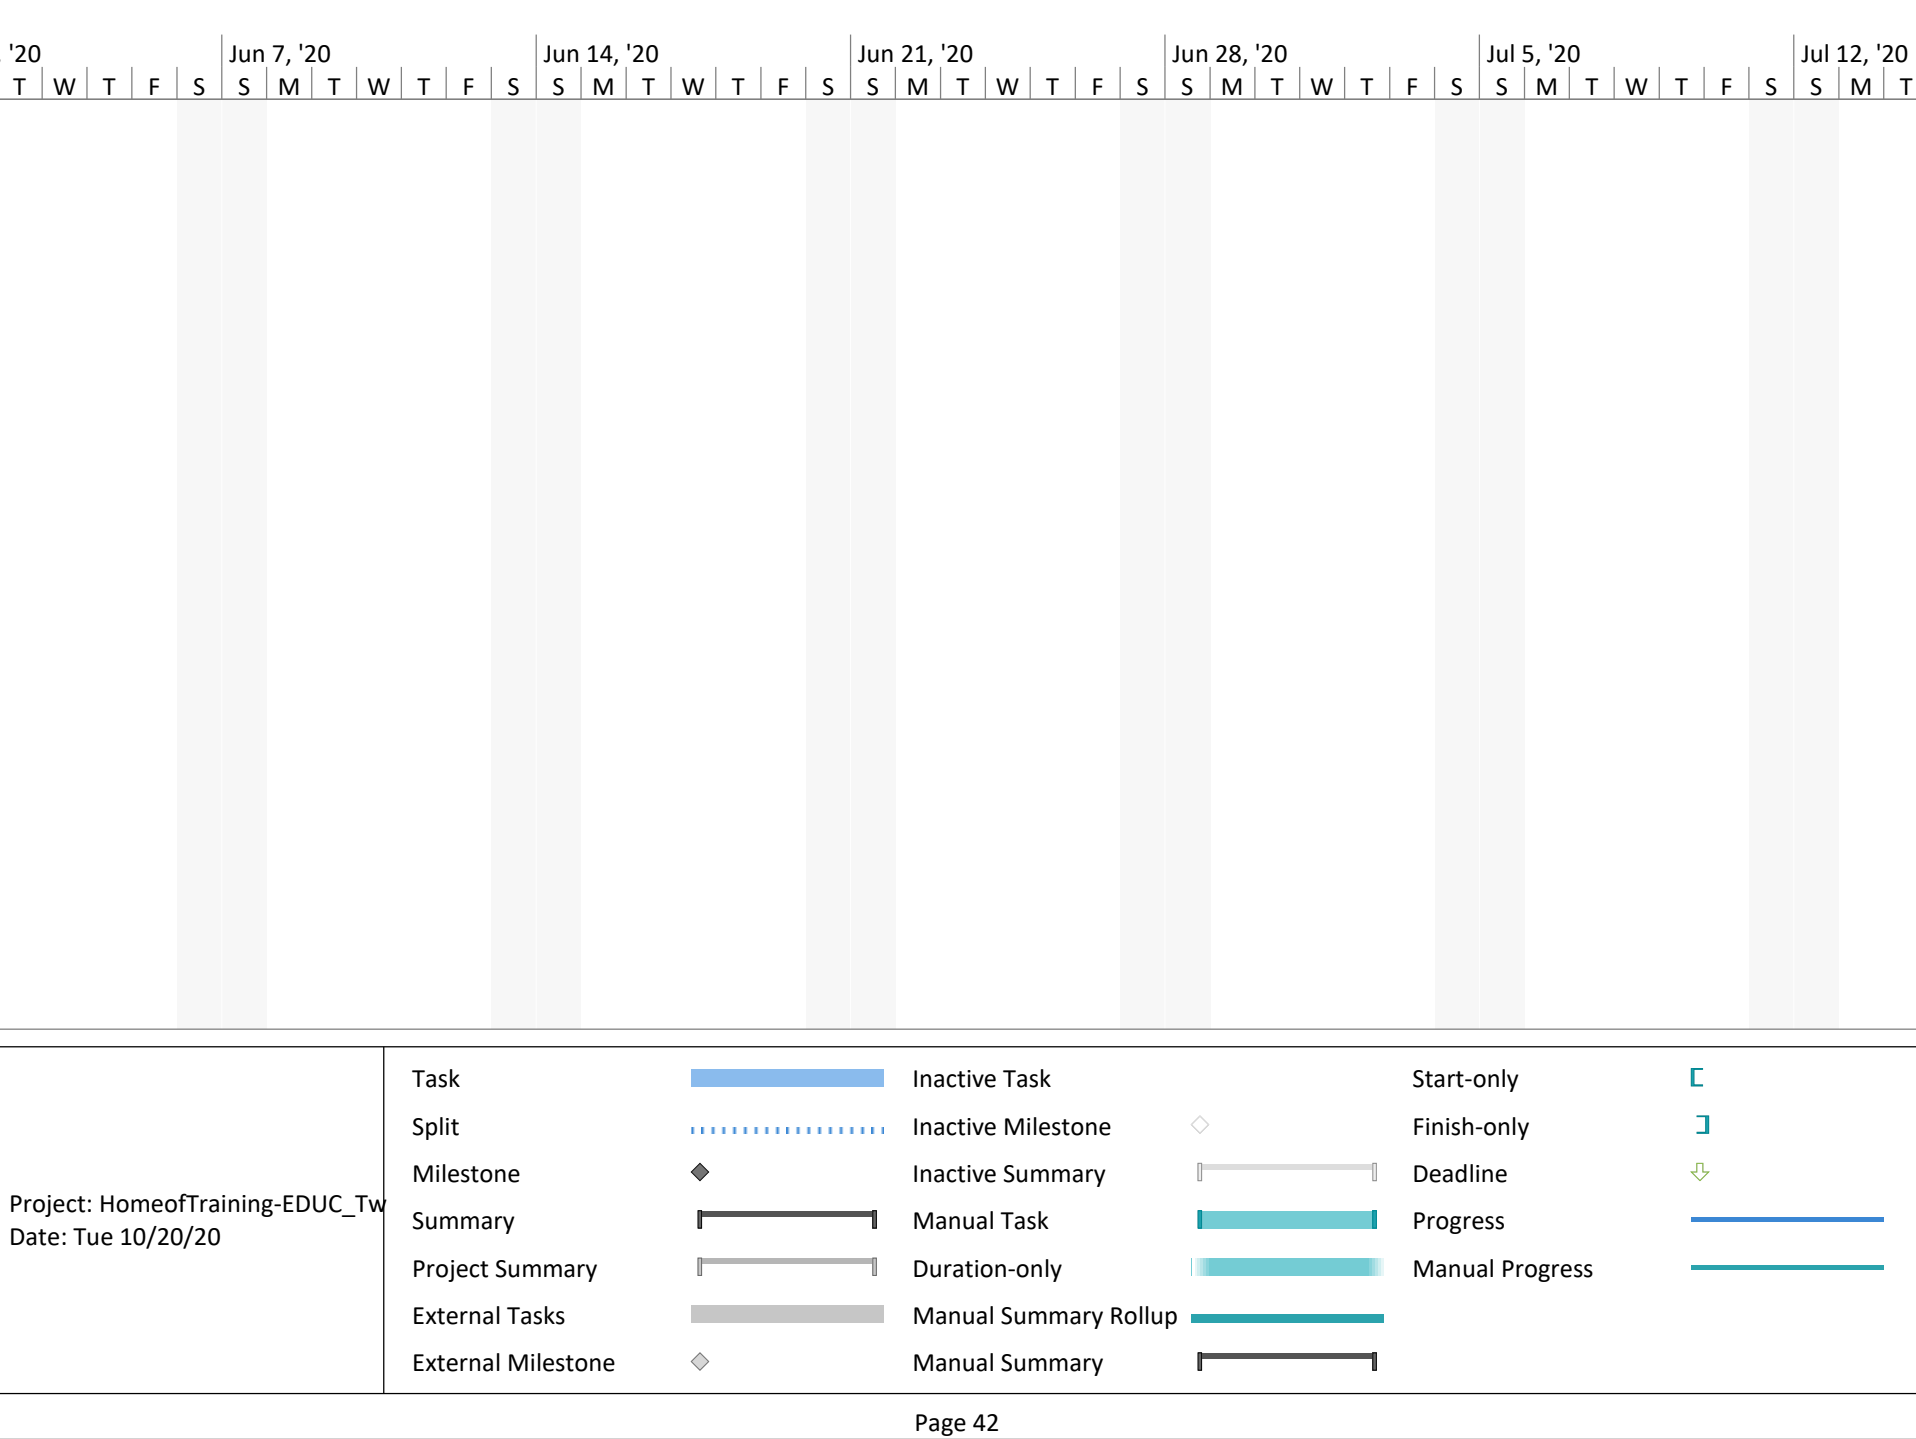 '20 Jun 7, '20 Jun 14, '20 Jun 21, '20 Jun 28, '20 Jul 5, '20 Jul 12, '20
T W T F S S M T W T F S S M T W T F S S M T W T F S S M T W T F S S M T W T F S S M T
Project: HomeofTraining-EDUC_Tw
Date: Tue 10/20/20
Task
Split
Milestone
Summary
Project Summary
External Tasks
External Milestone
Inactive Task
Inactive Milestone
Inactive Summary
Manual Task
Duration-only
Manual Summary Rollup
Manual Summary
Start-only
Finish-only
Deadline
Progress
Manual Progress
Page 42